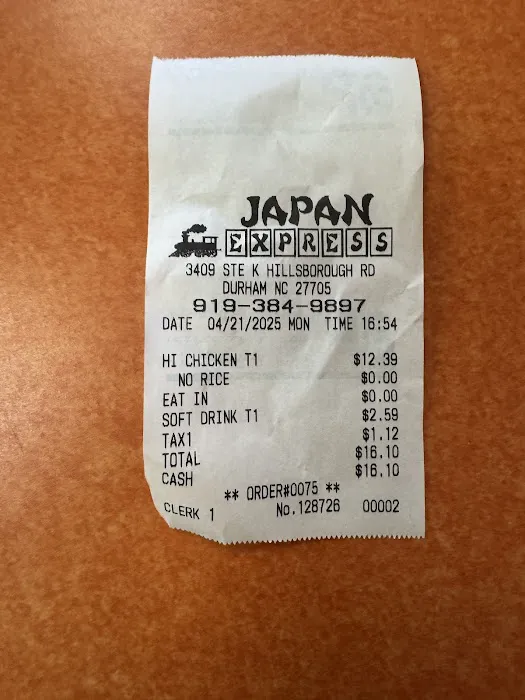 JAPAN
EXPRESS
3409 STE K HILLSBOROUGH RD
DURHAM NC 27705
919-384-9897
DATE 04/21/2025 MON TIME 16:54
HI CHICKEN T1 $12.39
NO RICE $0.00
EAT IN $0.00
SOFT DRINK T1 $2.59
TAX1 $1.12
TOTAL $16.10
CASH $16.10
** ORDER#0075 **
CLERK 1 No.128726 00002